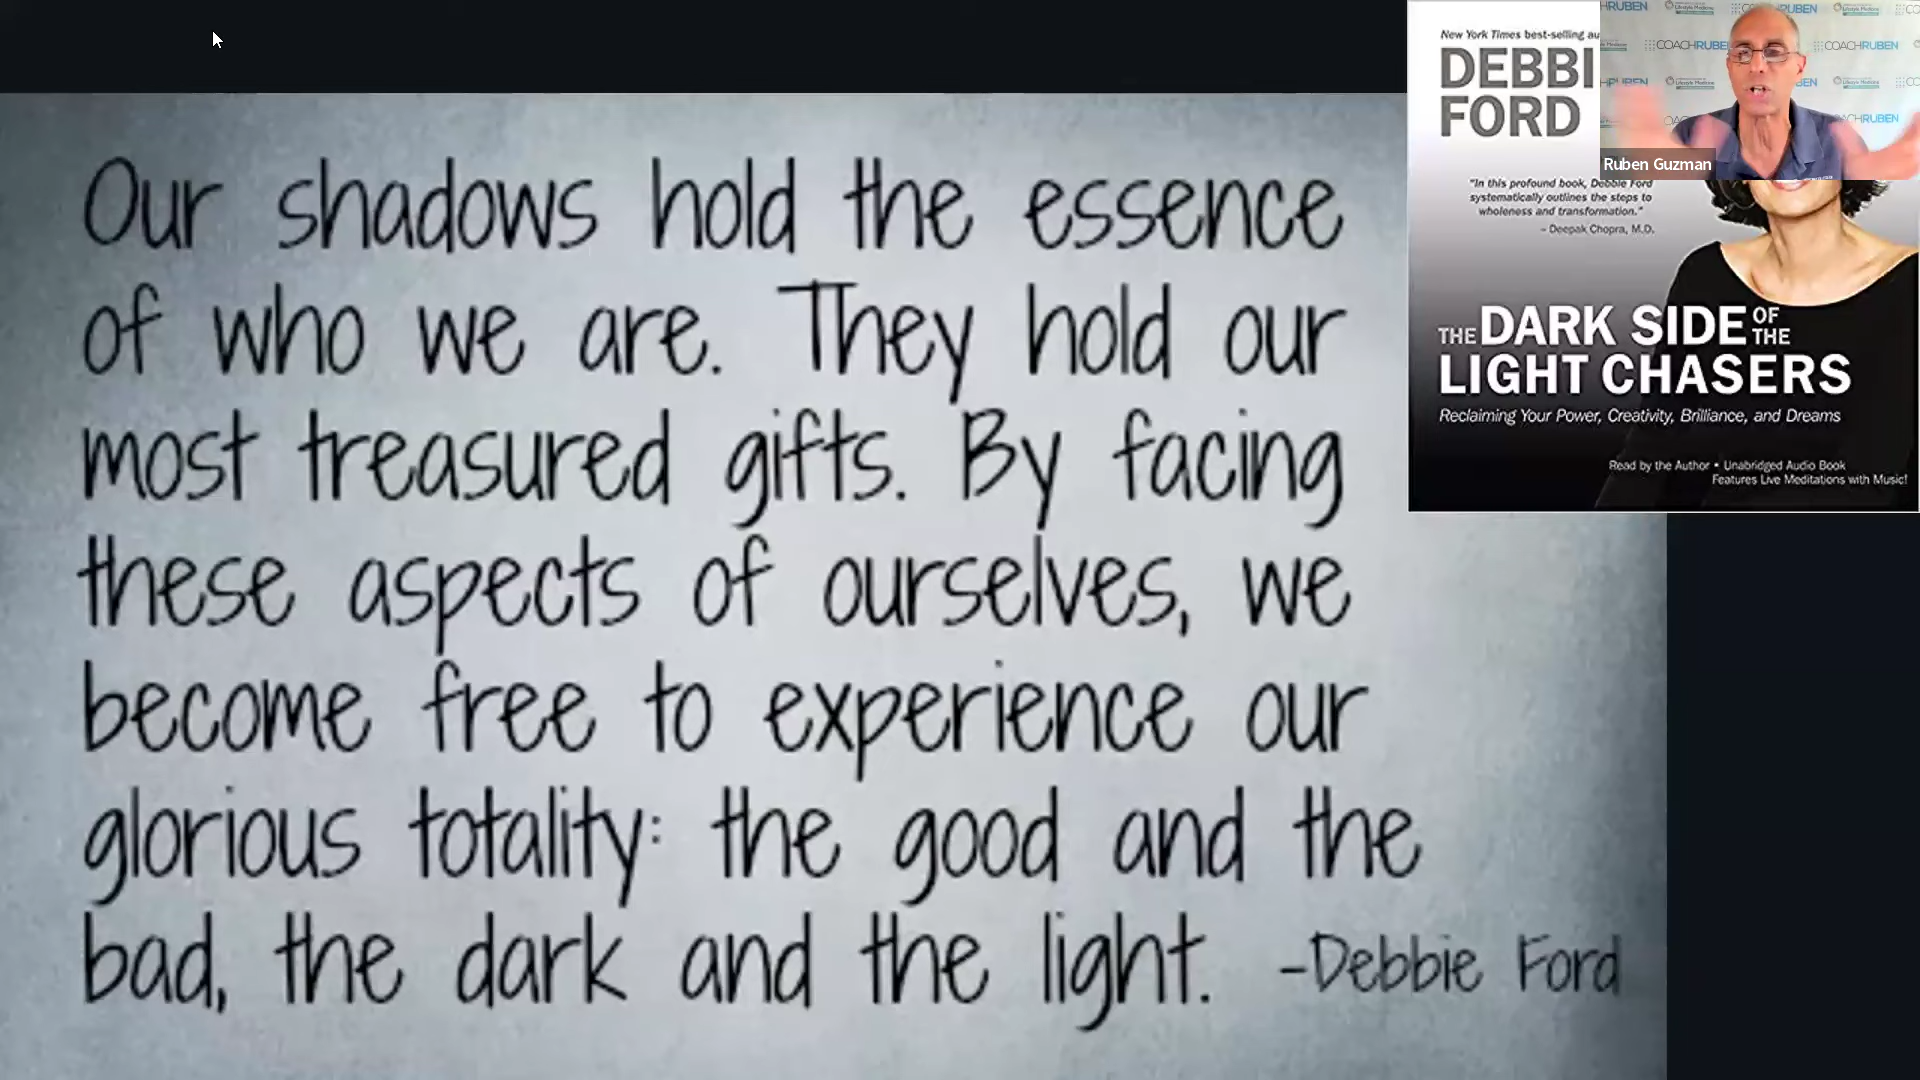 Our shadows hold the essence
of who we are. They hold our
most treasured gifts. By facing
these aspects of ourselves, we
become free to experience our
glorious totality: the good and the
bad, the dark and the light. -Debbie Ford
New York Times best-selling au
DEBBI
FORD
"In this profound book, Debbie Ford
systematically outlines the steps to
wholeness and transformation."
– Deepak Chopra, M.D.
THE DARK SIDE OF THE
LIGHT CHASERS
Reclaiming Your Power, Creativity, Brilliance, and Dreams
Read by the Author • Unabridged Audio Book
Features Live Meditations with Music!
COACHRUBEN
COACHRUBEN
Ruben Guzman